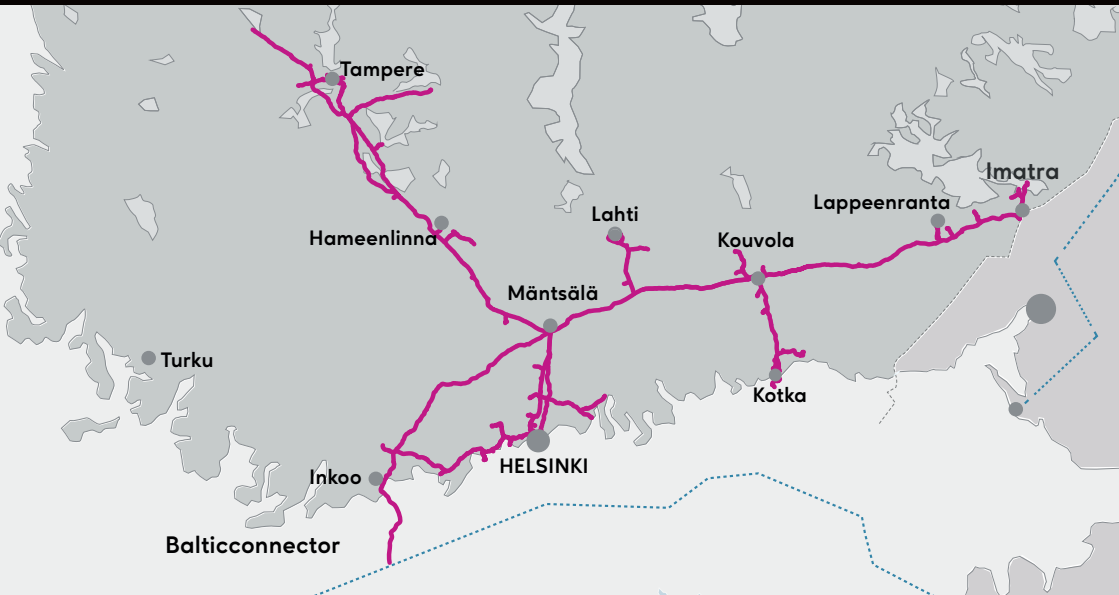 Tampere
Imatra
Lappeenranta
Lahti
Hameenlinna
Kouvola
Mäntsälä
Turku
Kotka
HELSINKI
Inkoo
Balticconnector